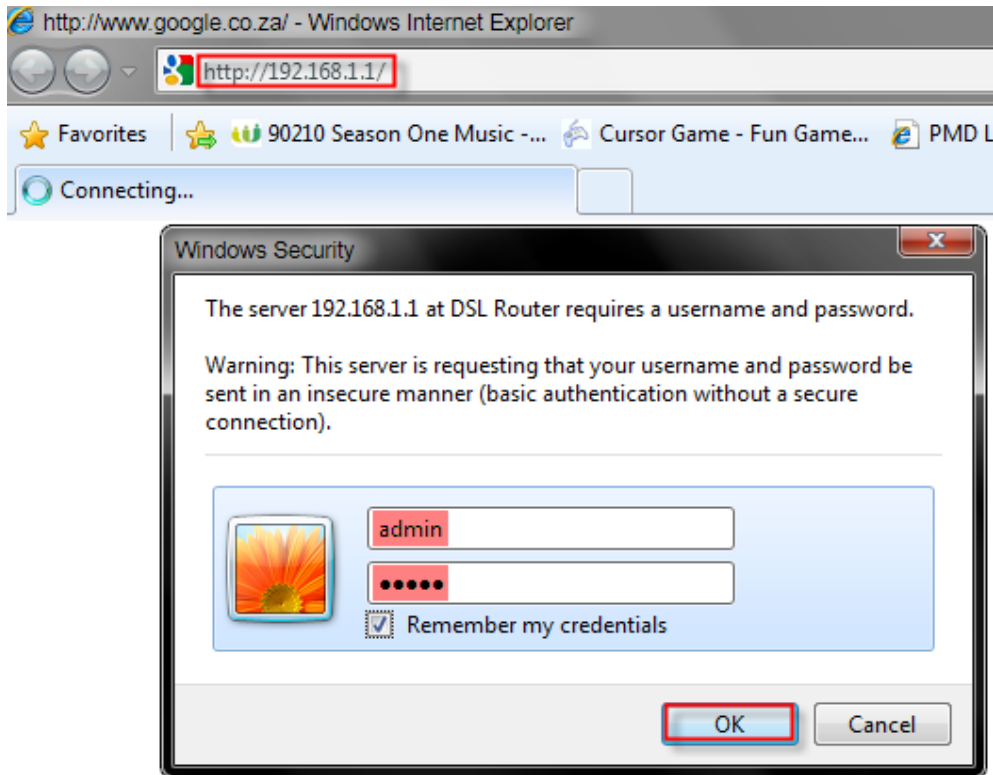 http://www.google.co.za/ - Windows Internet Explorer
http://192.168.1.1/
Favorites 90210 Season One Music -... Cursor Game - Fun Game... PMD L
Connecting...
Windows Security
The server 192.168.1.1 at DSL Router requires a username and password.
Warning: This server is requesting that your username and password be
sent in an insecure manner (basic authentication without a secure
connection).
admin
●●●●●
Remember my credentials
OK Cancel